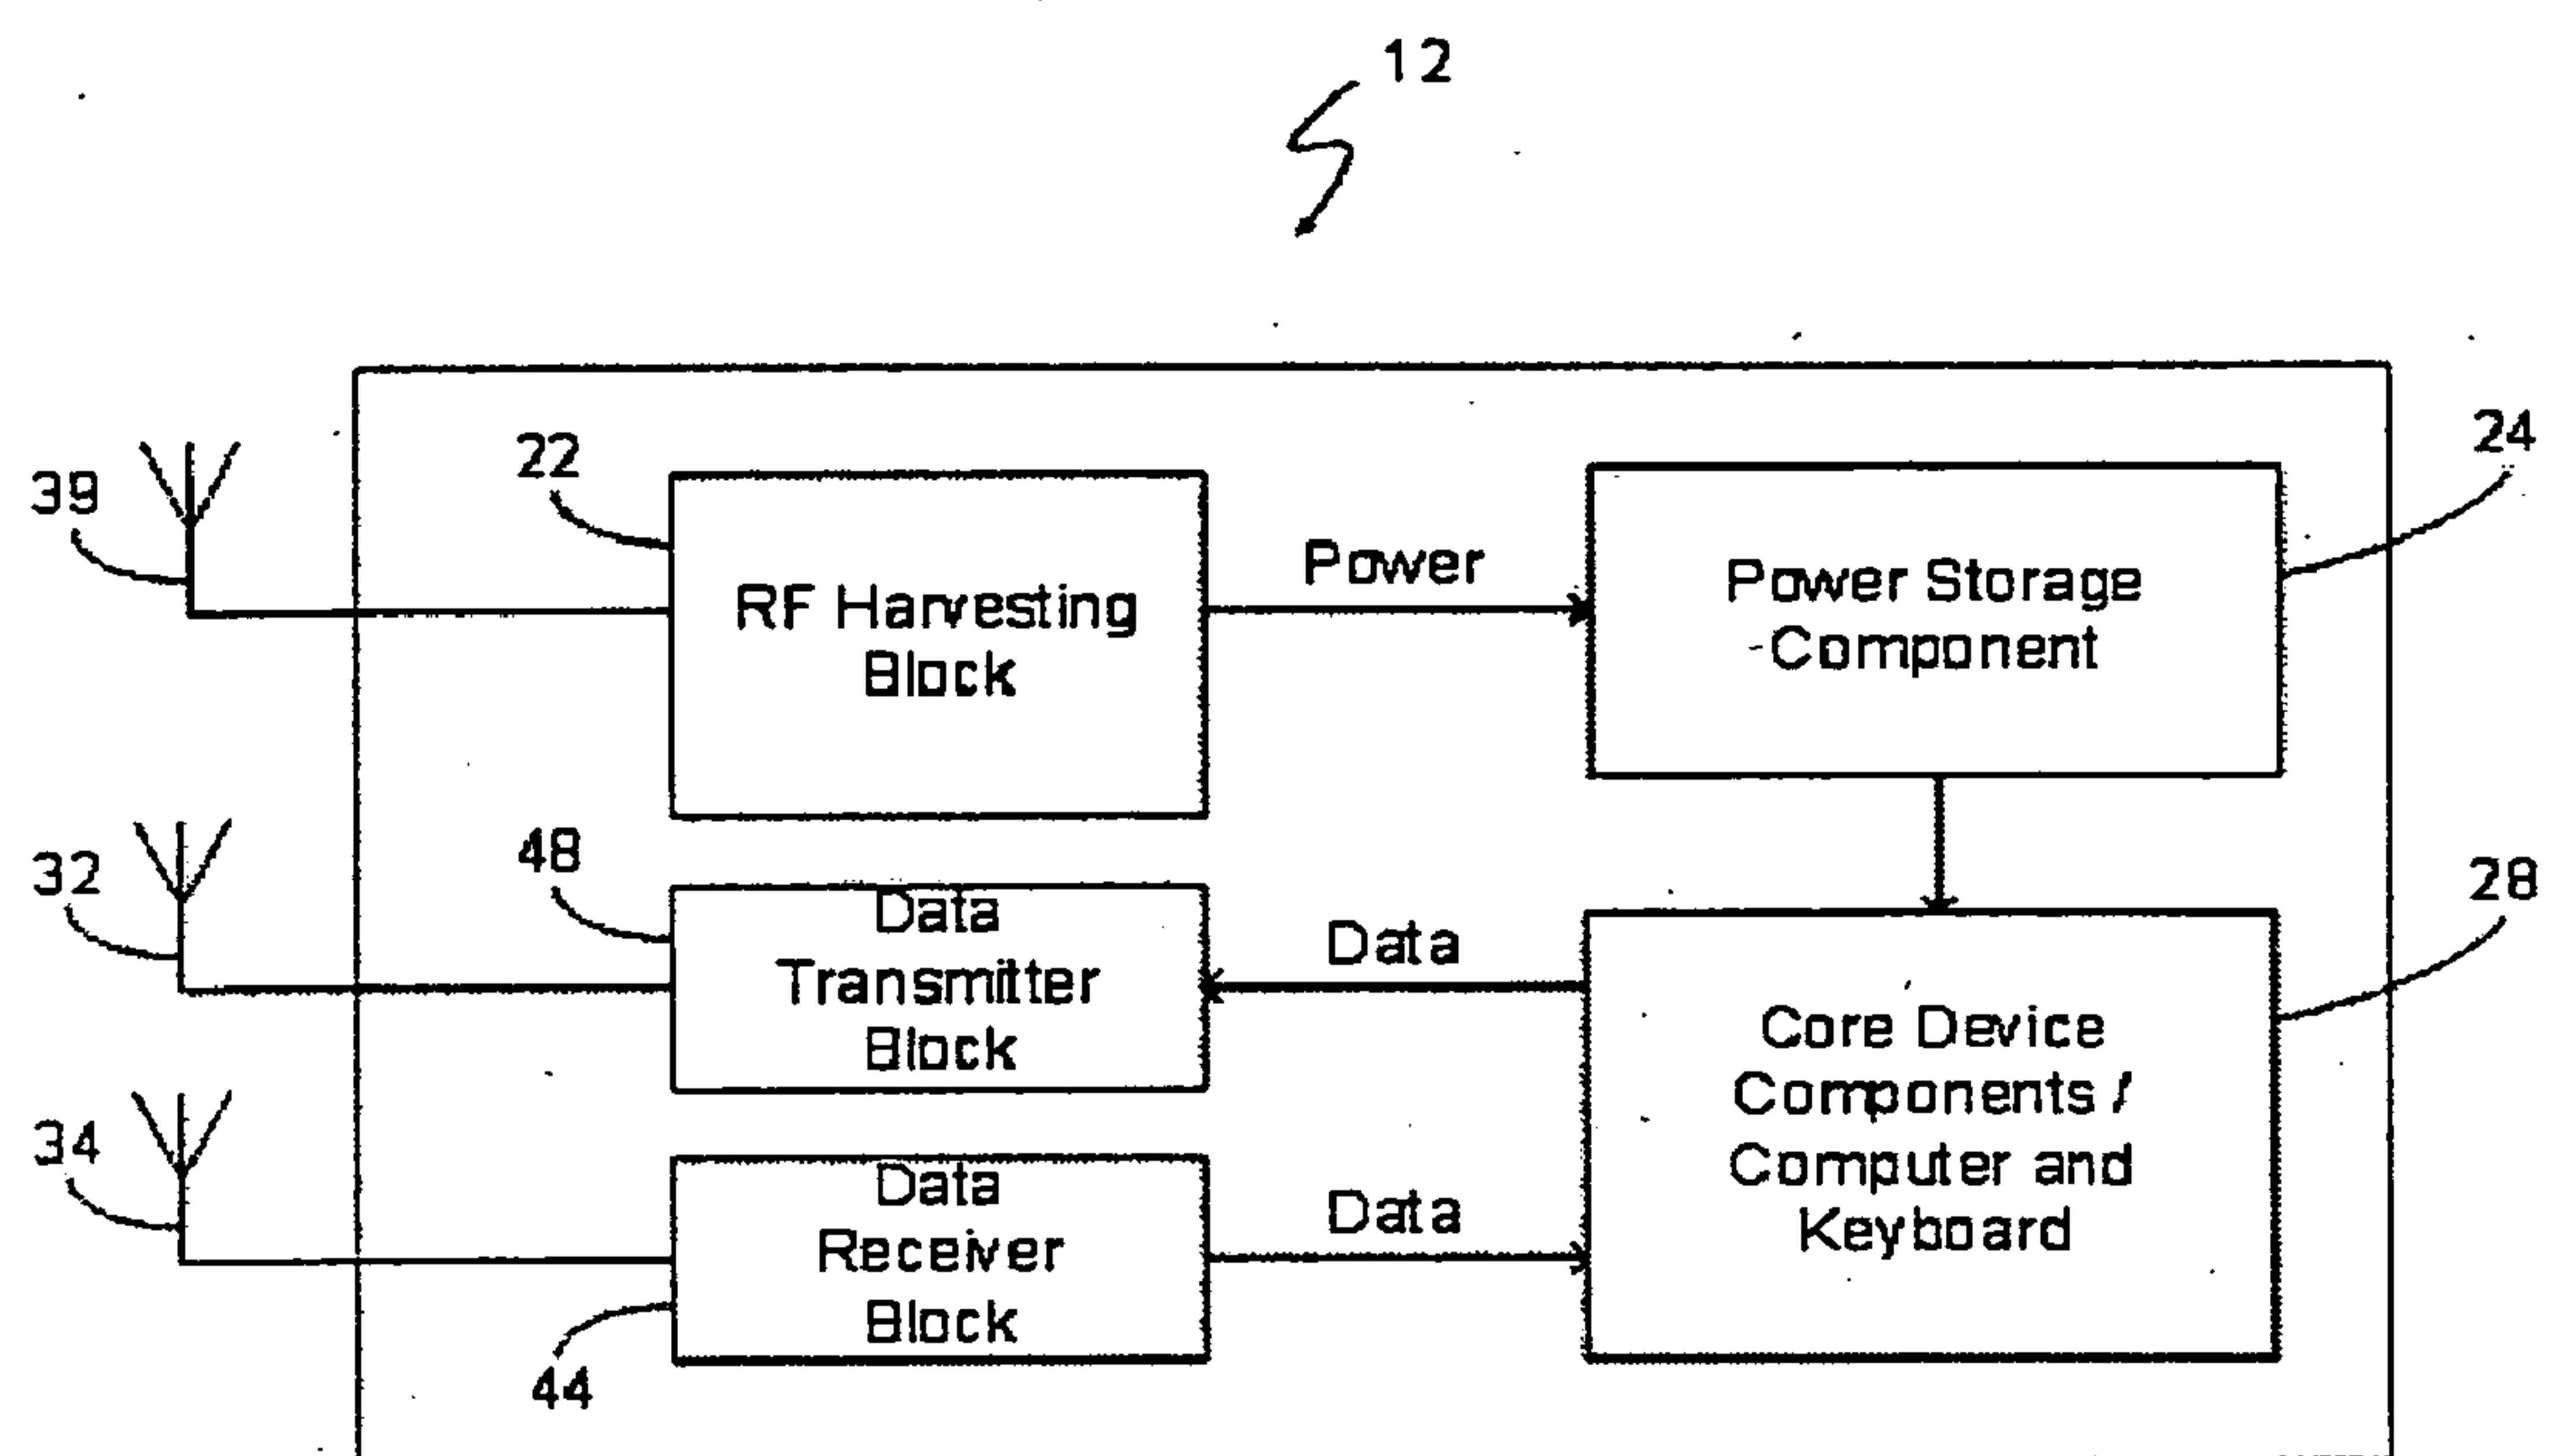 12
39
22
RF Harvesting
Block
Power
Power Storage
Component
24
32
48
Data
Transmitter
Block
Data
Core Device
Components /
Computer and
Keyboard
28
34
Data
Receiver
Block
Data
44